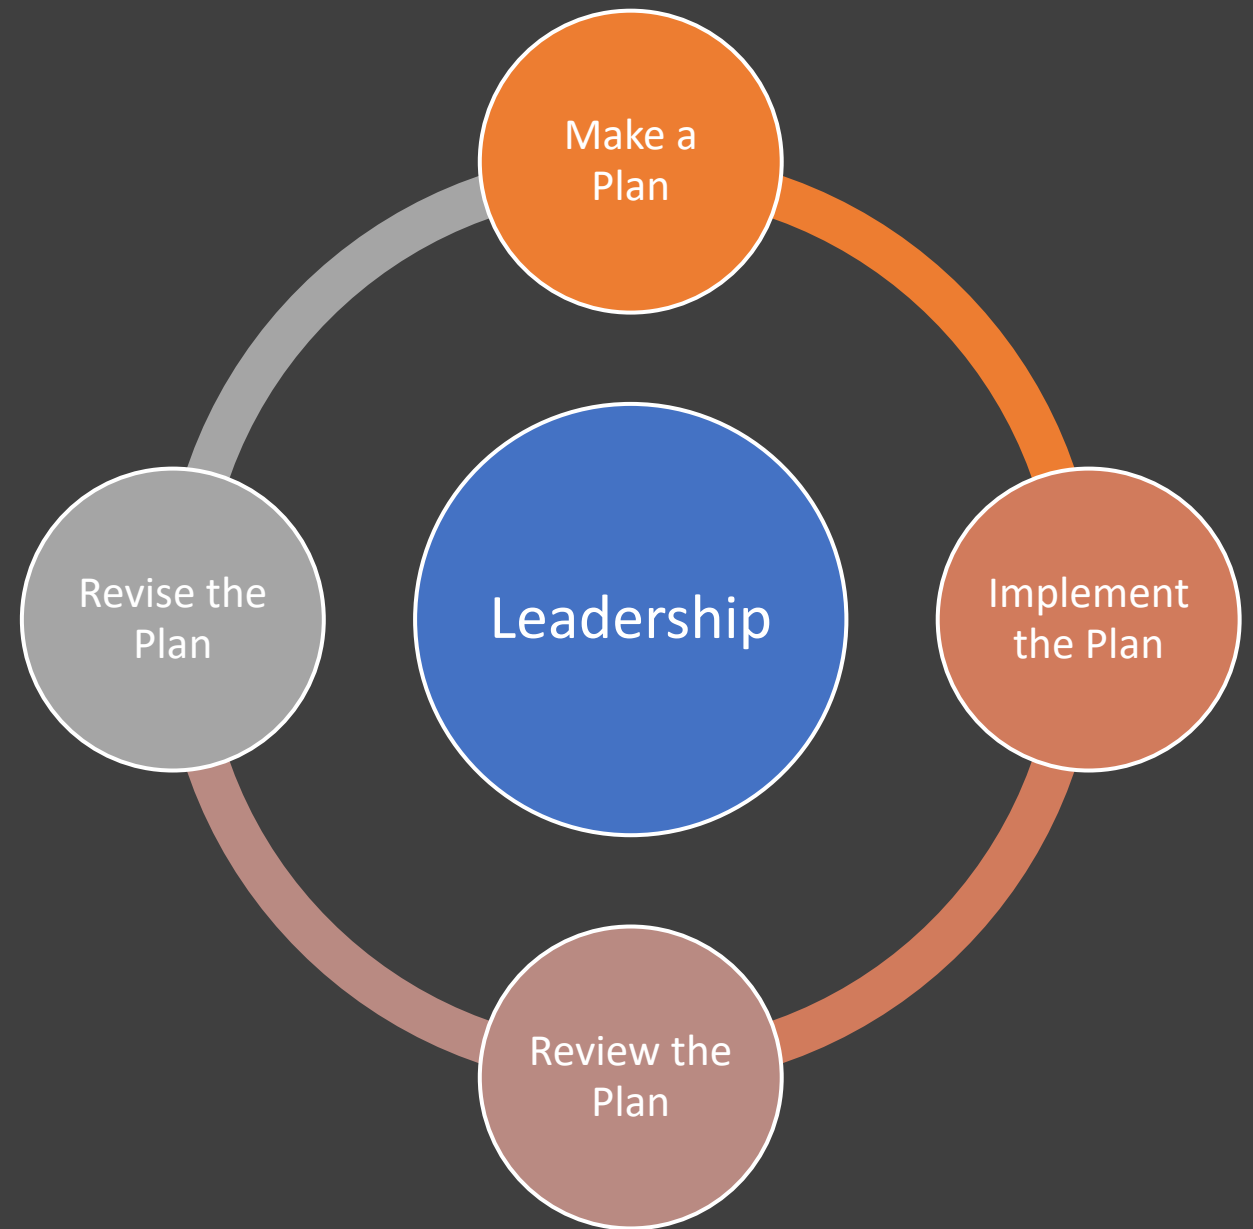 Make a
Plan
Implement
the Plan
Review the
Plan
Revise the
Plan
Leadership